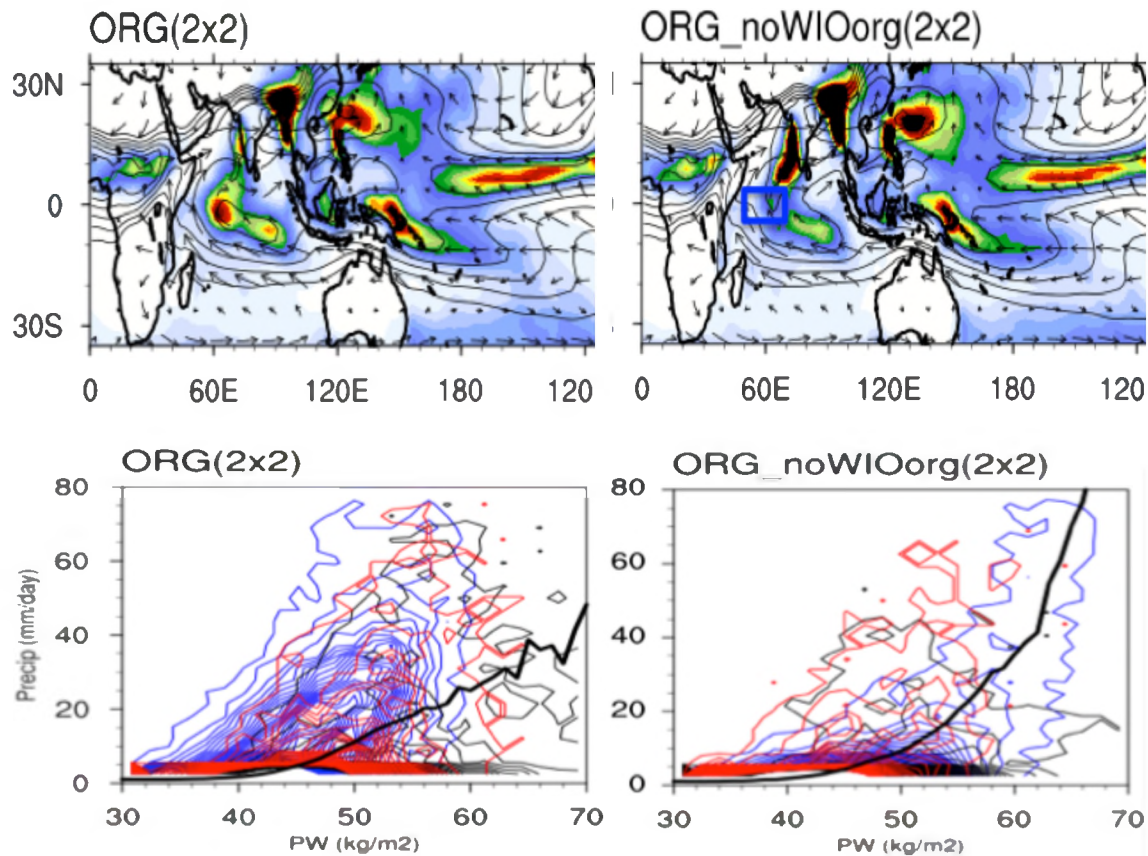 ORG(2x2)
ORG_noWIOorg(2x2)
30N
0
30S
0 60E 120E 180 120
0 60E 120E 180 120
ORG(2x2)
ORG_noWIOorg(2x2)
80
60
40
20
0
Precip (mm/day)
30 40 50 60 70
PW (kg/m2)
80
60
40
20
0
30 40 50 60 70
PW (kg/m2)